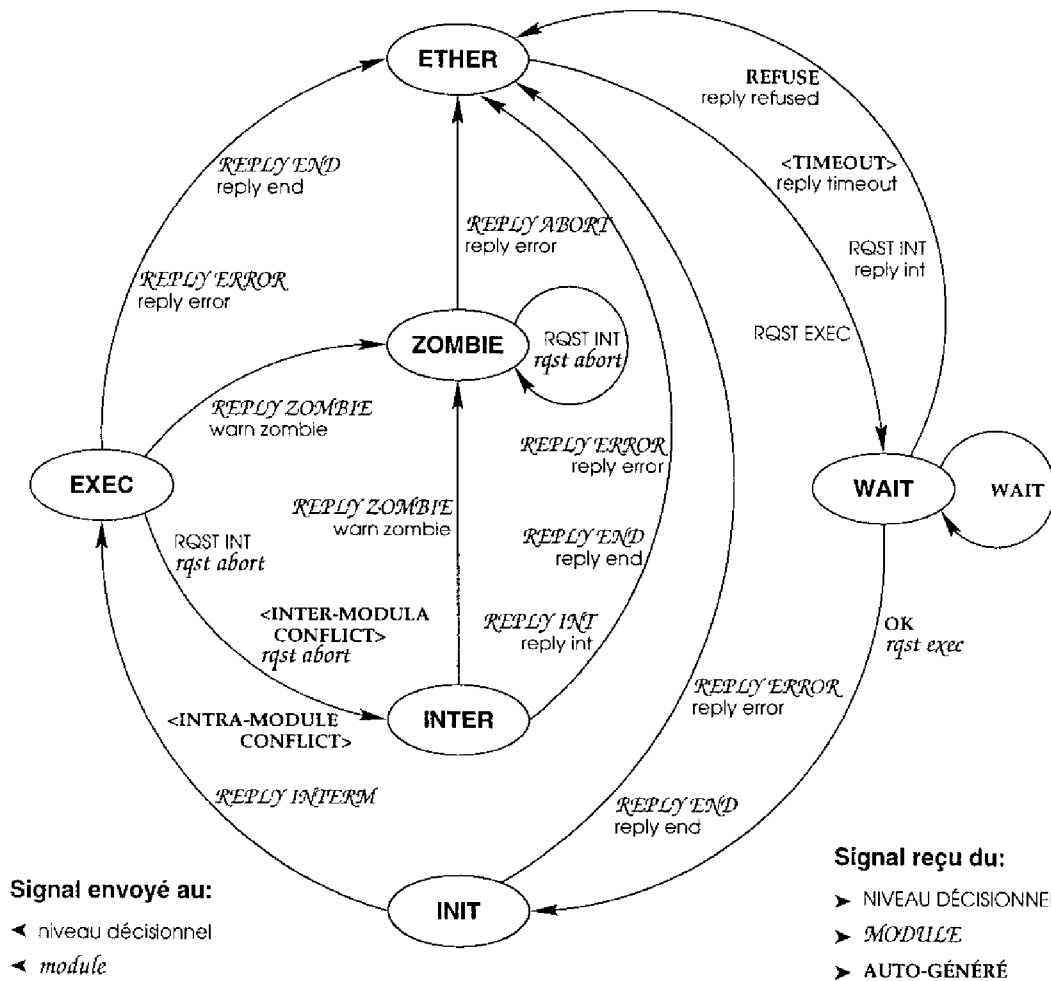 ETHER
REFUSE
reply refused
<TIMEOUT>
reply timeout
RQST INT
reply int
RQST EXEC
REPLY END
reply end
REPLY ERROR
reply error
REPLY ABORT
reply error
ZOMBIE
RQST INT
rqst abort
REPLY ZOMBIE
warn zombie
EXEC
REPLY ERROR
reply error
WAIT
WAIT
REPLY ZOMBIE
warn zombie
REPLY END
reply end
RQST INT
rqst abort
<INTER-MODULA
CONFLICT>
rqst abort
REPLY INT
reply int
OK
rqst exec
<INTRA-MODULE
CONFLICT>
INTER
REPLY ERROR
reply error
REPLY INTERM
REPLY END
reply end
INIT
Signal envoyé au:
niveau décisionnel
module
Signal reçu du:
NIVEAU DÉCISIONNEL
MODULE
AUTO-GÉNÉRÉ